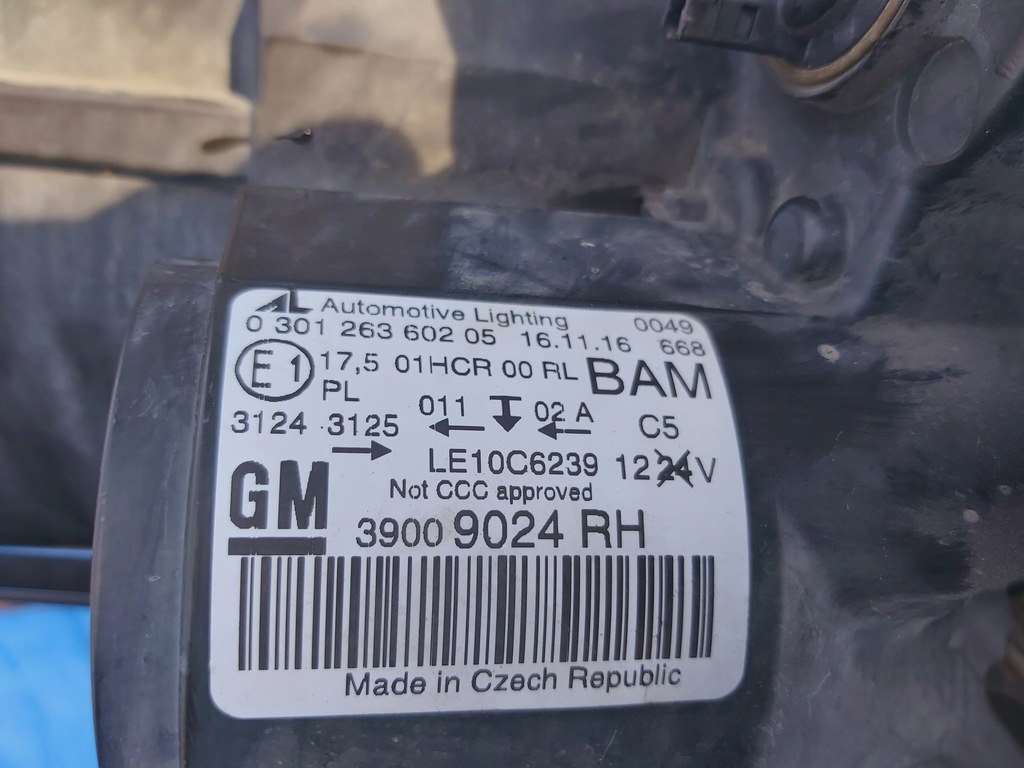 AL Automotive Lighting 0049
0 301 263 602 05 16.11.16 668
E1 17,5 01HCR 00 RL BAM
PL
3124 3125 → 011 ← 02 A ← C5
LE10C6239 12 24 V
Not CCC approved
GM 3900 9024 RH
Made in Czech Republic